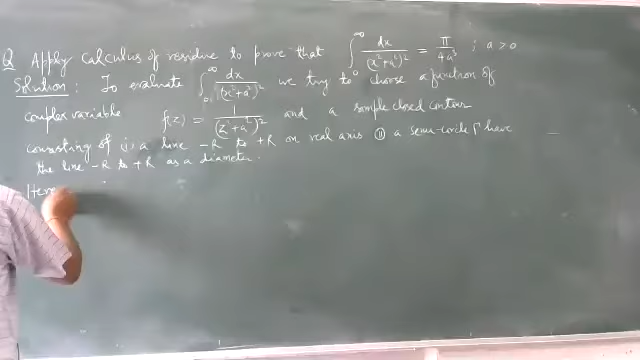 Q Apply calculus of residue to prove that ∫₀^∞ dx/(x²+a²)² = π/4a³ ; a>0
Solution : To evaluate ∫₀^∞ dx/(x²+a²)² we try to choose a function of
complex variable f(z) = 1/(z²+a²)² and a simple closed contour
consisting of (i) a line -R to +R on real axis (ii) a semi-circle Γ have
the line -R to +R as a diameter.
Here